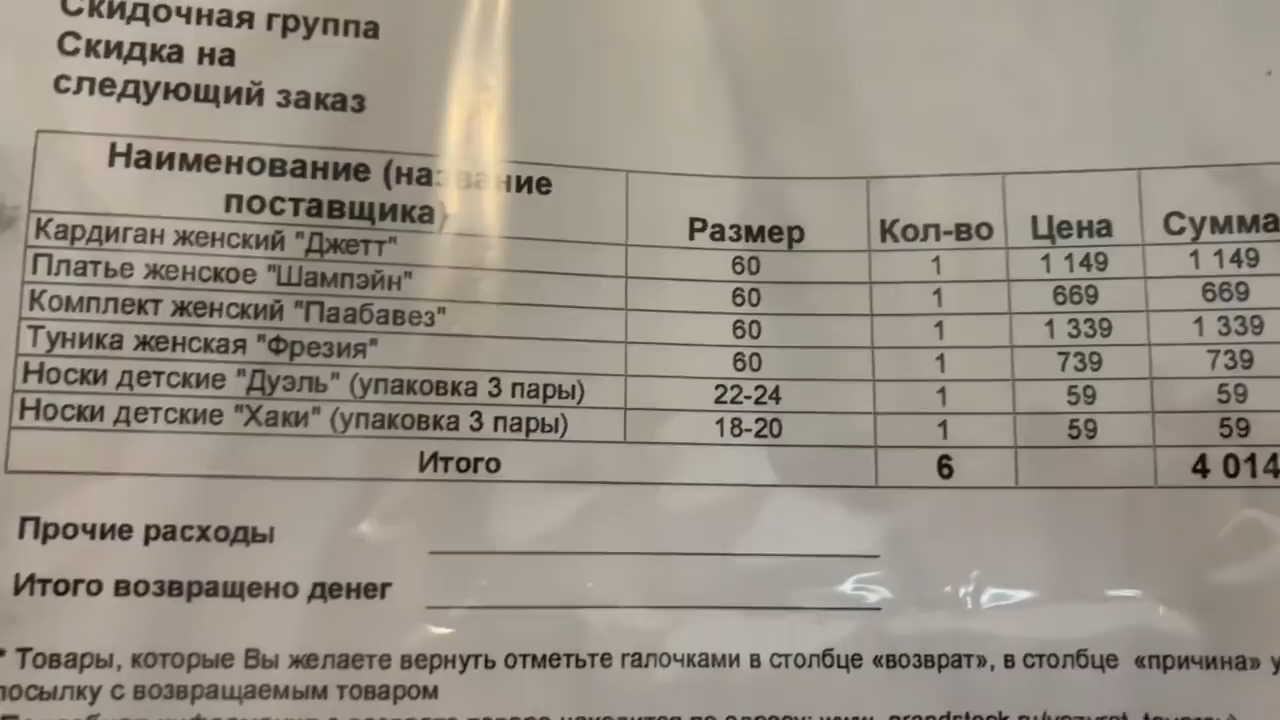 Скидочная группа
Скидка на
следующий заказ
Наименование (название
поставщика)
Размер Кол-во Цена Сумма
Кардиган женский "Джетт" 60 1 1 149 1 149
Платье женское "Шампэйн" 60 1 669 669
Комплект женский "Паабавез" 60 1 1 339 1 339
Туника женская "Фрезия" 60 1 739 739
Носки детские "Дуэль" (упаковка 3 пары) 22-24 1 59 59
Носки детские "Хаки" (упаковка 3 пары) 18-20 1 59 59
Итого 6 4 014
Прочие расходы
Итого возвращено денег
* Товары, которые Вы желаете вернуть отметьте галочками в столбце «возврат», в столбце «причина» у
посылку с возвращаемым товаром